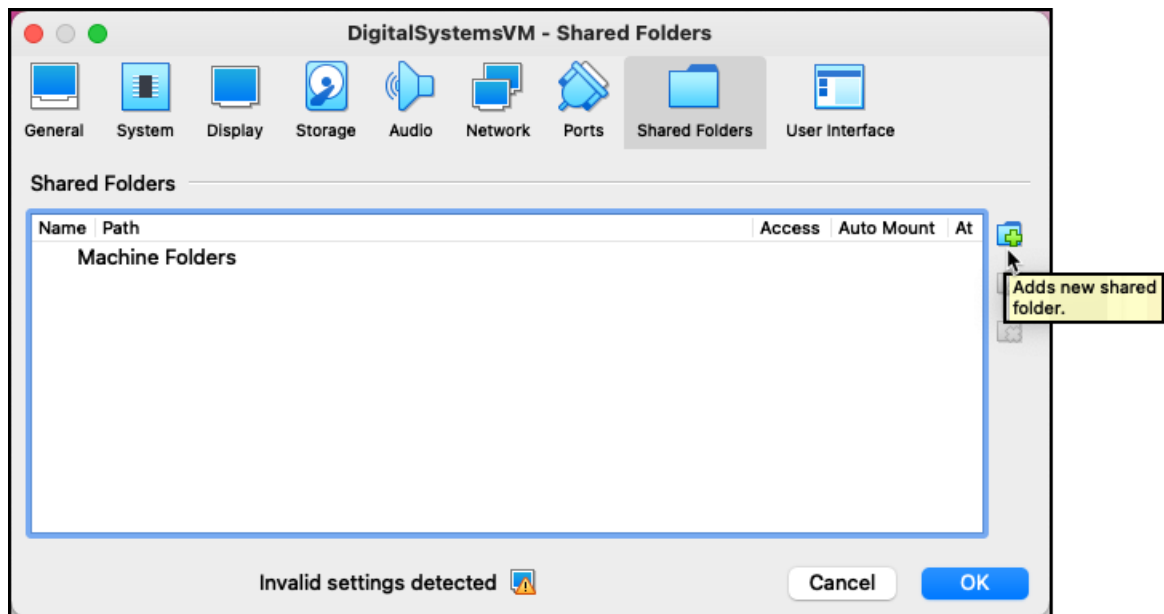 DigitalSystemsVM - Shared Folders
General System Display Storage Audio Network Ports Shared Folders User Interface
Shared Folders
Name Path Access Auto Mount At
Machine Folders
Adds new shared
folder.
Invalid settings detected Cancel OK